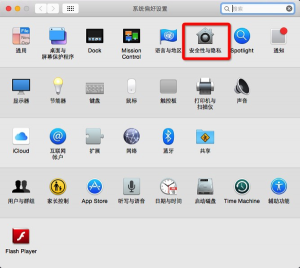 系统偏好设置
搜索
通用
桌面与
屏幕保护程序
Dock
Mission
Control
语言与地区
安全性与隐私
Spotlight
通知
显示器
节能器
键盘
鼠标
触控板
打印机与
扫描仪
声音
iCloud
互联网
帐户
扩展
网络
蓝牙
共享
用户与群组
家长控制
App Store
听写与语音
日期与时间
启动磁盘
Time Machine
辅助功能
Flash Player